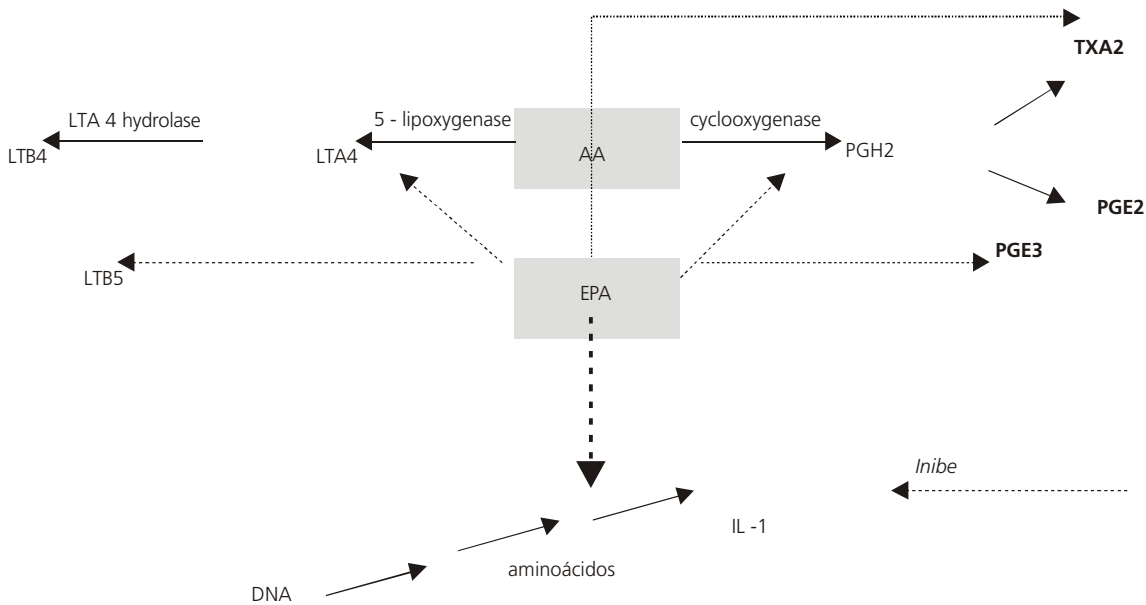 TXA2
LTA 4 hydrolase
5 - lipoxygenase
cyclooxygenase
LTB4
LTA4
AA
PGH2
PGE2
PGE3
LTB5
EPA
Inibe
IL -1
aminoácidos
DNA